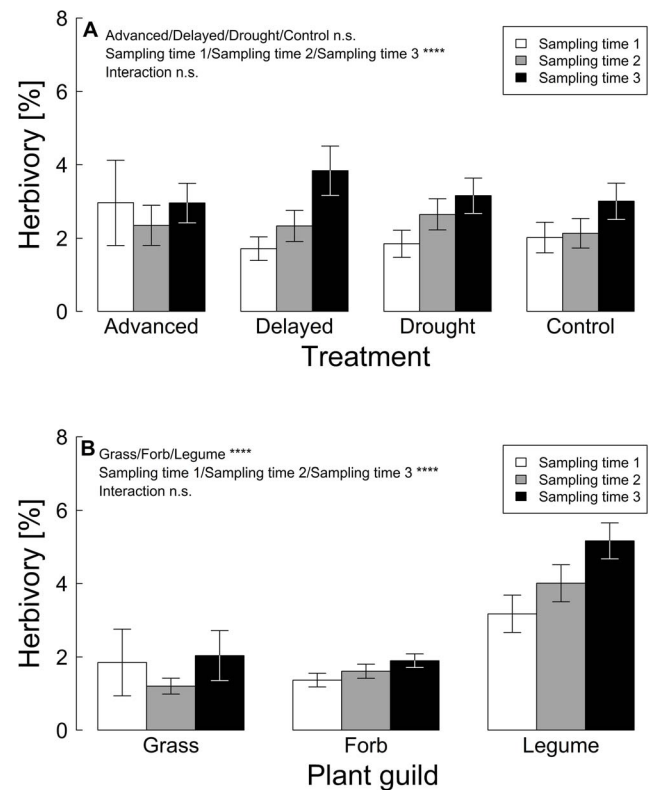 A
Advanced/Delayed/Drought/Control n.s.
Sampling time 1/Sampling time 2/Sampling time 3 ****
Interaction n.s.
Sampling time 1
Sampling time 2
Sampling time 3
Herbivory [%]
8
6
4
2
0
Advanced
Delayed
Drought
Control
Treatment
B
Grass/Forb/Legume ****
Sampling time 1/Sampling time 2/Sampling time 3 ****
Interaction n.s.
Sampling time 1
Sampling time 2
Sampling time 3
Herbivory [%]
8
6
4
2
0
Grass
Forb
Legume
Plant guild